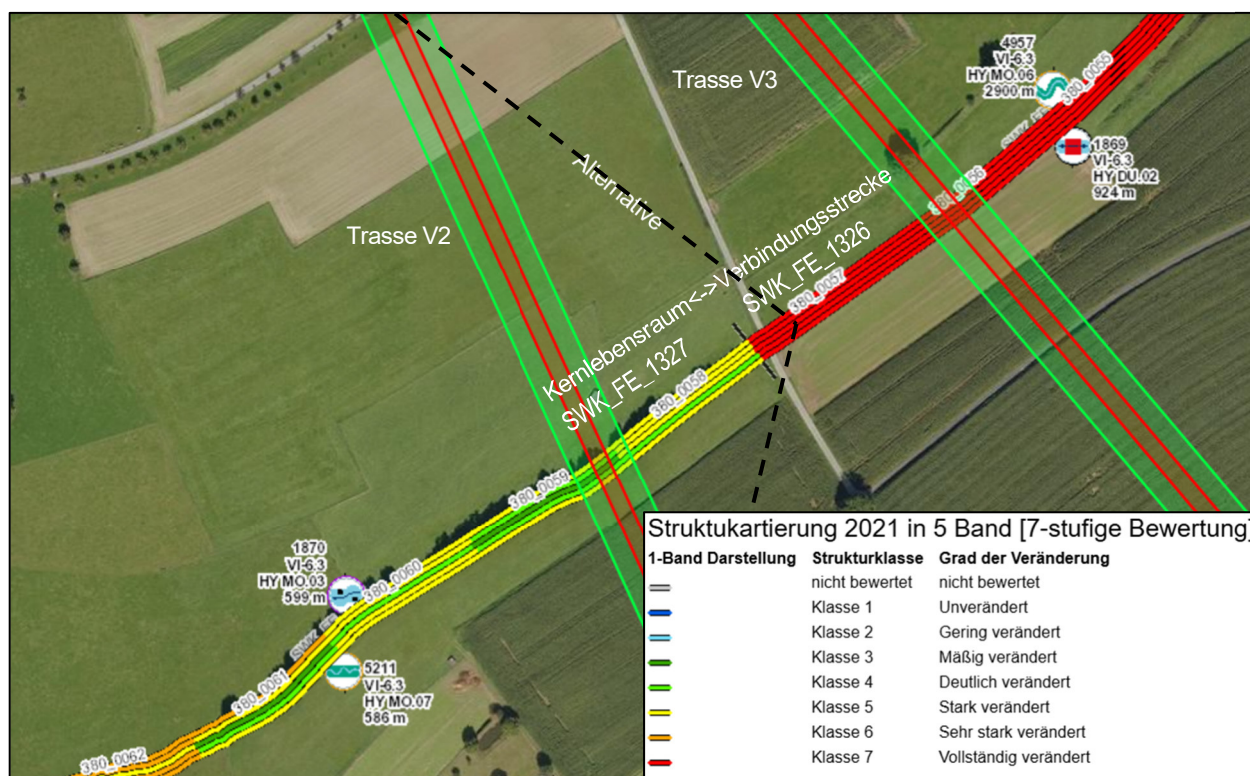 4957
VI-6.3
HY MO.06
2900 m
380_0055
SWK_FE
Trasse V3
1869
VI-6.3
HY DU.02
924 m
380_0056
Alternative
Trasse V2
Kernlebensraum<->Verbindungsstrecke
SWK_FE_1327
SWK_FE_1326
380_0057
380_0058
380_0059
1870
VI-6.3
HY MO.03
599 m
380_0060
SWK_FE
5211
VI-6.3
HY MO.07
586 m
380_0061
380_0062
Struktukartierung 2021 in 5 Band [7-stufige Bewertung]
1-Band Darstellung Strukturklasse Grad der Veränderung
nicht bewertet nicht bewertet
Klasse 1 Unverändert
Klasse 2 Gering verändert
Klasse 3 Mäßig verändert
Klasse 4 Deutlich verändert
Klasse 5 Stark verändert
Klasse 6 Sehr stark verändert
Klasse 7 Vollständig verändert